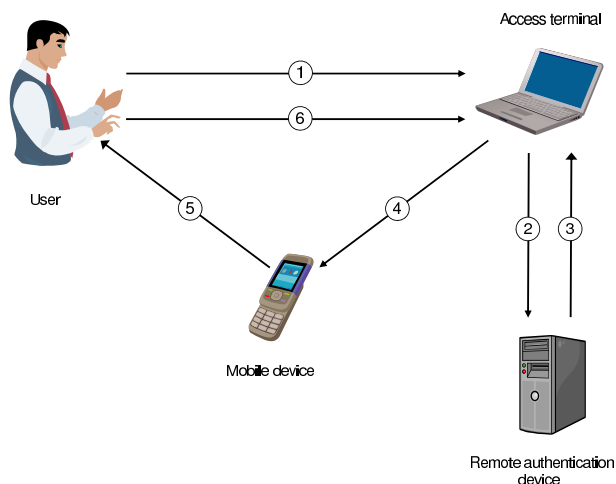 Access terminal
1
6
User
5
4
2
3
Mobile device
Remote authentication
device